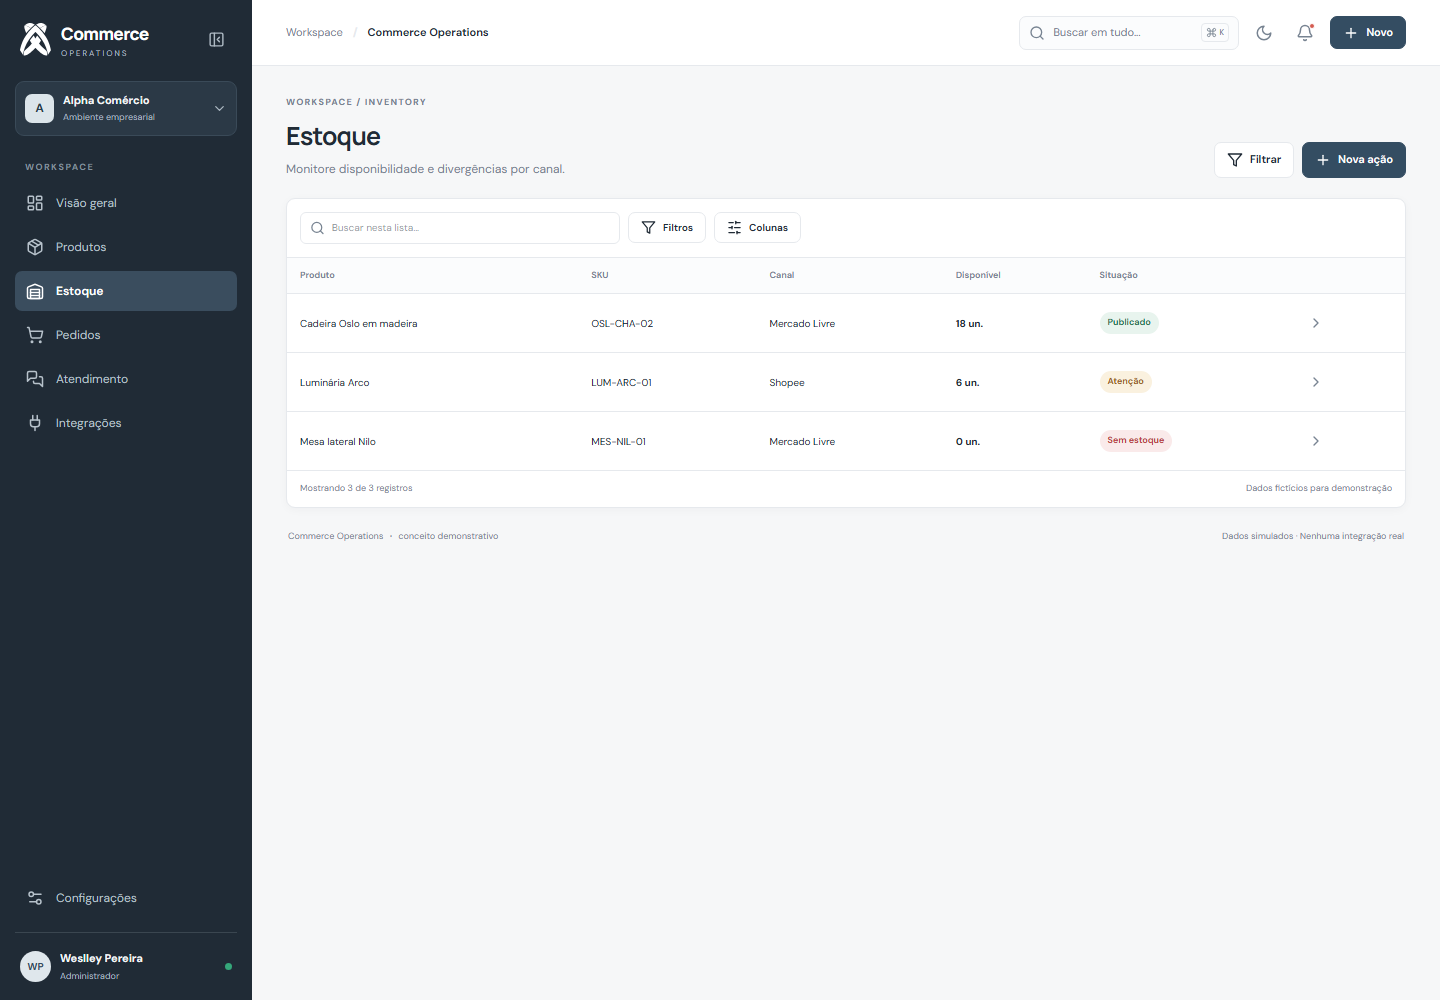 Commerce
OPERATIONS
A
Alpha Comércio
Ambiente empresarial
WORKSPACE
Visão geral
Produtos
Estoque
Pedidos
Atendimento
Integrações
Configurações
WP
Weslley Pereira
Administrador
Workspace / Commerce Operations
Buscar em tudo... ⌘ K
Novo
WORKSPACE / INVENTORY
Estoque
Monitore disponibilidade e divergências por canal.
Filtrar
Nova ação
Buscar nesta lista...
Filtros
Colunas
Produto SKU Canal Disponível Situação
Cadeira Oslo em madeira OSL-CHA-02 Mercado Livre 18 un. Publicado
Luminária Arco LUM-ARC-01 Shopee 6 un. Atenção
Mesa lateral Nilo MES-NIL-01 Mercado Livre 0 un. Sem estoque
Mostrando 3 de 3 registros Dados fictícios para demonstração
Commerce Operations • conceito demonstrativo Dados simulados · Nenhuma integração real